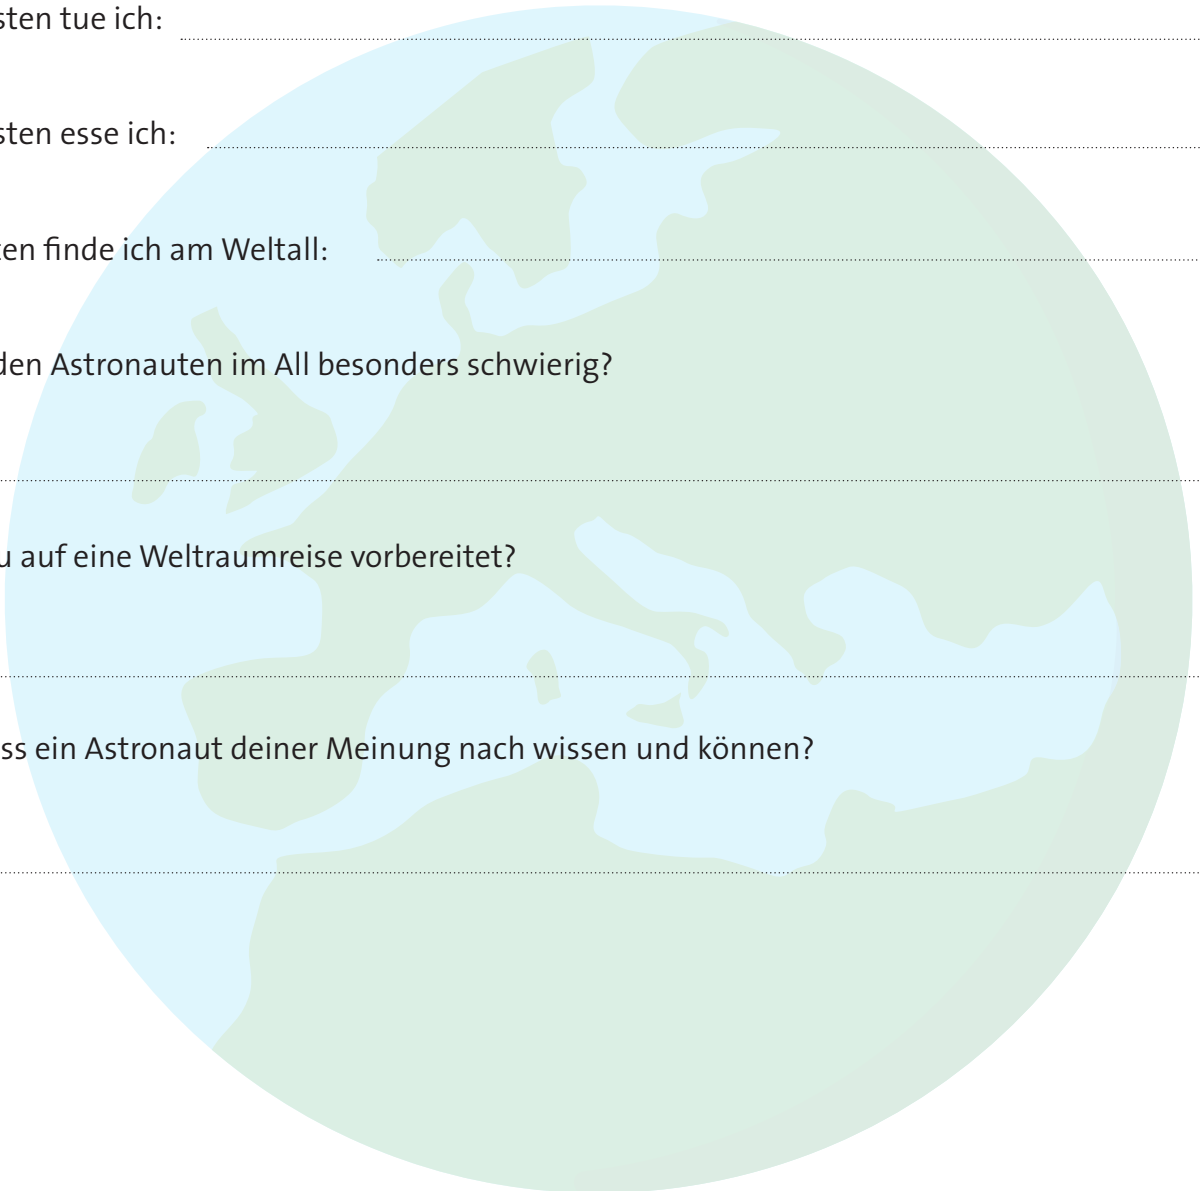 sten tue ich:
sten esse ich:
ten finde ich am Weltall:
den Astronauten im All besonders schwierig?
u auf eine Weltraumreise vorbereitet?
ss ein Astronaut deiner Meinung nach wissen und können?